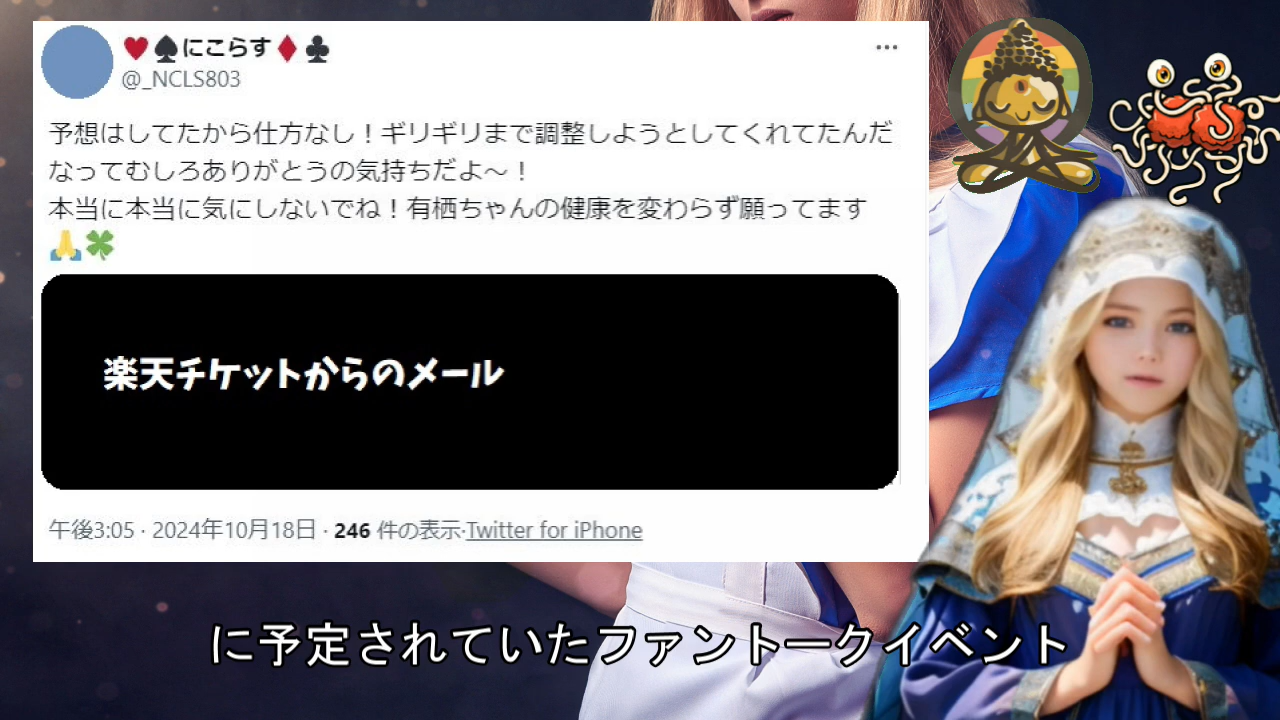 ♥♠にこらす♦♣
@_NCLS803
予想はしてたから仕方なし！ギリギリまで調整しようとしてくれてたんだ
なってむしろありがとうの気持ちだよ～！
本当に本当に気にしないでね！有栖ちゃんの健康を変わらず願ってます
🙏🍀
楽天チケットからのメール
午後3:05 · 2024年10月18日 · 246 件の表示·Twitter for iPhone
に予定されていたファントークイベント